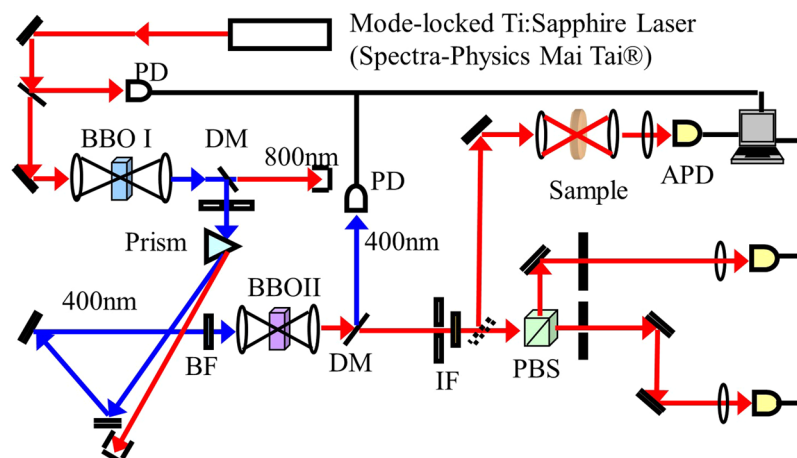 Mode-locked Ti:Sapphire Laser
(Spectra-Physics Mai Tai®)
PD
BBO I
DM
800nm
PD
Sample
APD
Prism
400nm
400nm
BBOII
BF
DM
IF
PBS